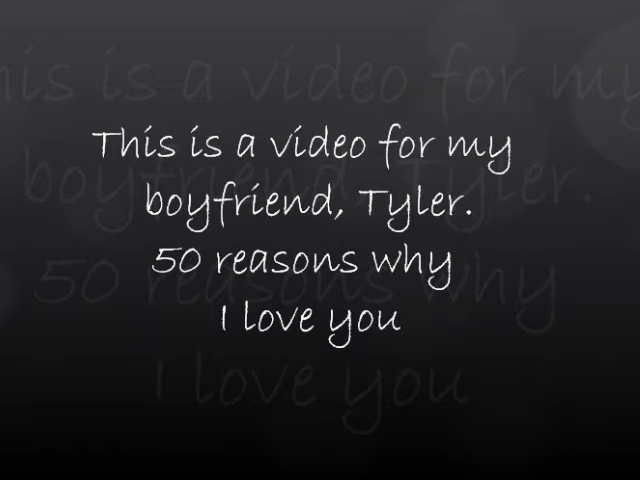 This is a video for my
boyfriend, Tyler.
50 reasons why
I love you